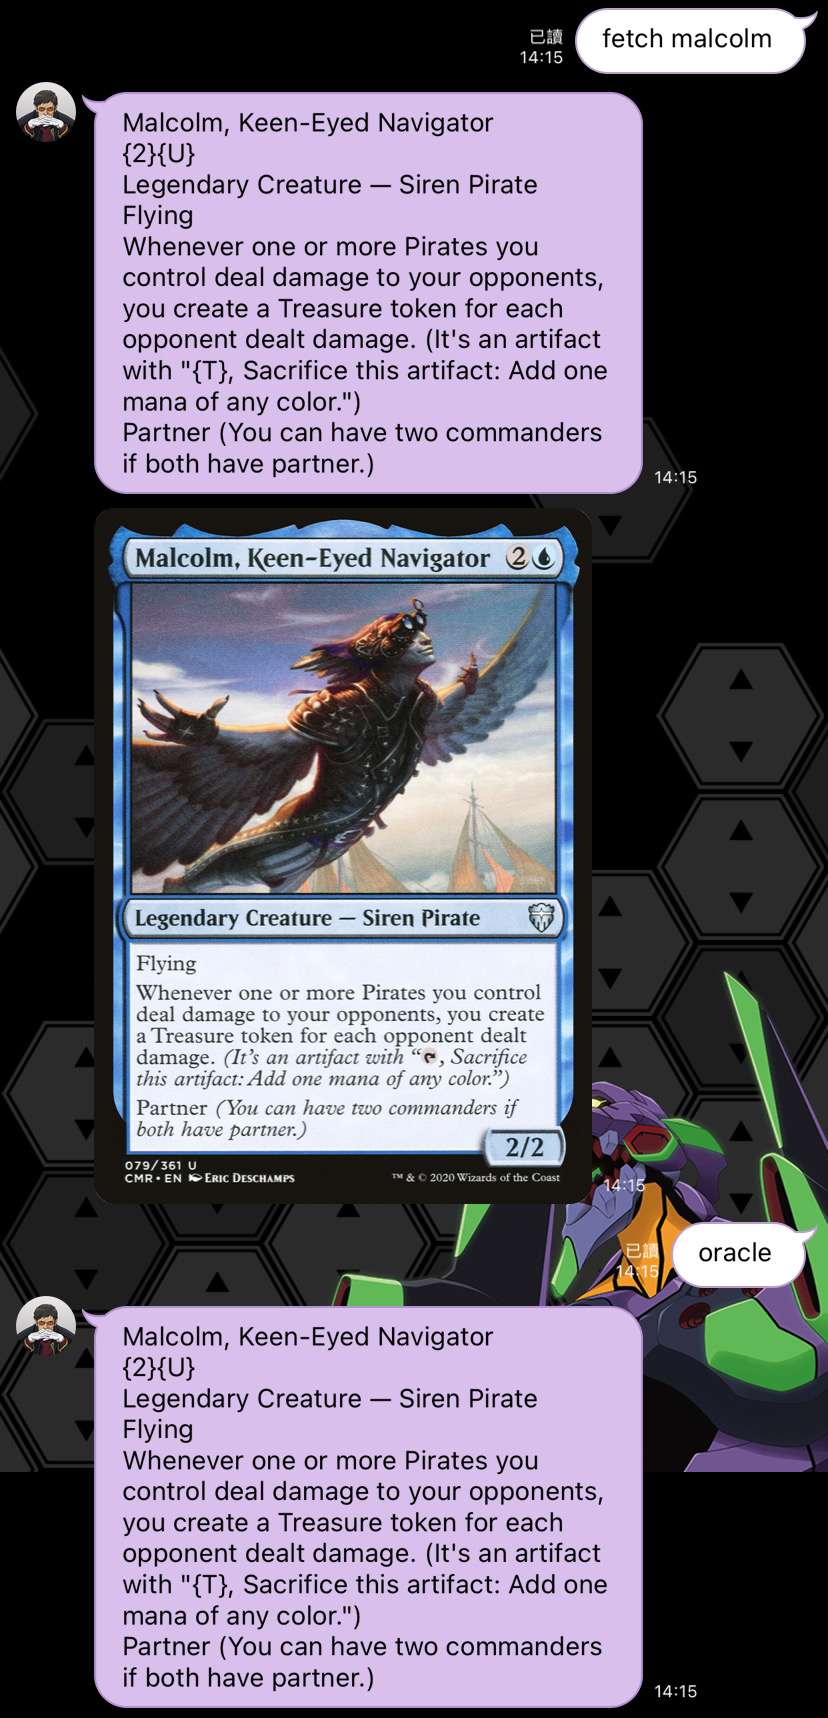 fetch malcolm
已讀
14:15
Malcolm, Keen-Eyed Navigator
{2}{U}
Legendary Creature — Siren Pirate
Flying
Whenever one or more Pirates you
control deal damage to your opponents,
you create a Treasure token for each
opponent dealt damage. (It's an artifact
with "{T}, Sacrifice this artifact: Add one
mana of any color.")
Partner (You can have two commanders
if both have partner.)
14:15
Malcolm, Keen-Eyed Navigator 2
Legendary Creature — Siren Pirate
Flying
Whenever one or more Pirates you control
deal damage to your opponents, you create
a Treasure token for each opponent dealt
damage. (It's an artifact with “, Sacrifice
this artifact: Add one mana of any color.”)
Partner (You can have two commanders if
both have partner.)
2/2
079/361 U
CMR • EN Eric Deschamps
™ & © 2020 Wizards of the Coast
14:15
oracle
已讀
14:15
Malcolm, Keen-Eyed Navigator
{2}{U}
Legendary Creature — Siren Pirate
Flying
Whenever one or more Pirates you
control deal damage to your opponents,
you create a Treasure token for each
opponent dealt damage. (It's an artifact
with "{T}, Sacrifice this artifact: Add one
mana of any color.")
Partner (You can have two commanders
if both have partner.)
14:15